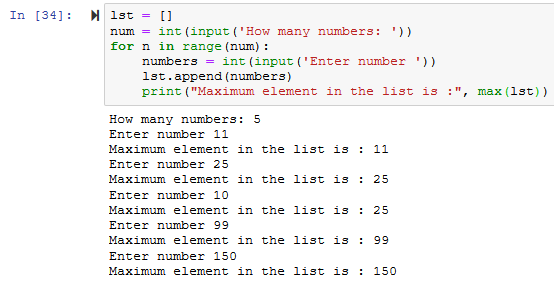 In [34]: lst = []
num = int(input('How many numbers: '))
for n in range(num):
    numbers = int(input('Enter number '))
    lst.append(numbers)
    print("Maximum element in the list is :", max(lst))
How many numbers: 5
Enter number 11
Maximum element in the list is : 11
Enter number 25
Maximum element in the list is : 25
Enter number 10
Maximum element in the list is : 25
Enter number 99
Maximum element in the list is : 99
Enter number 150
Maximum element in the list is : 150